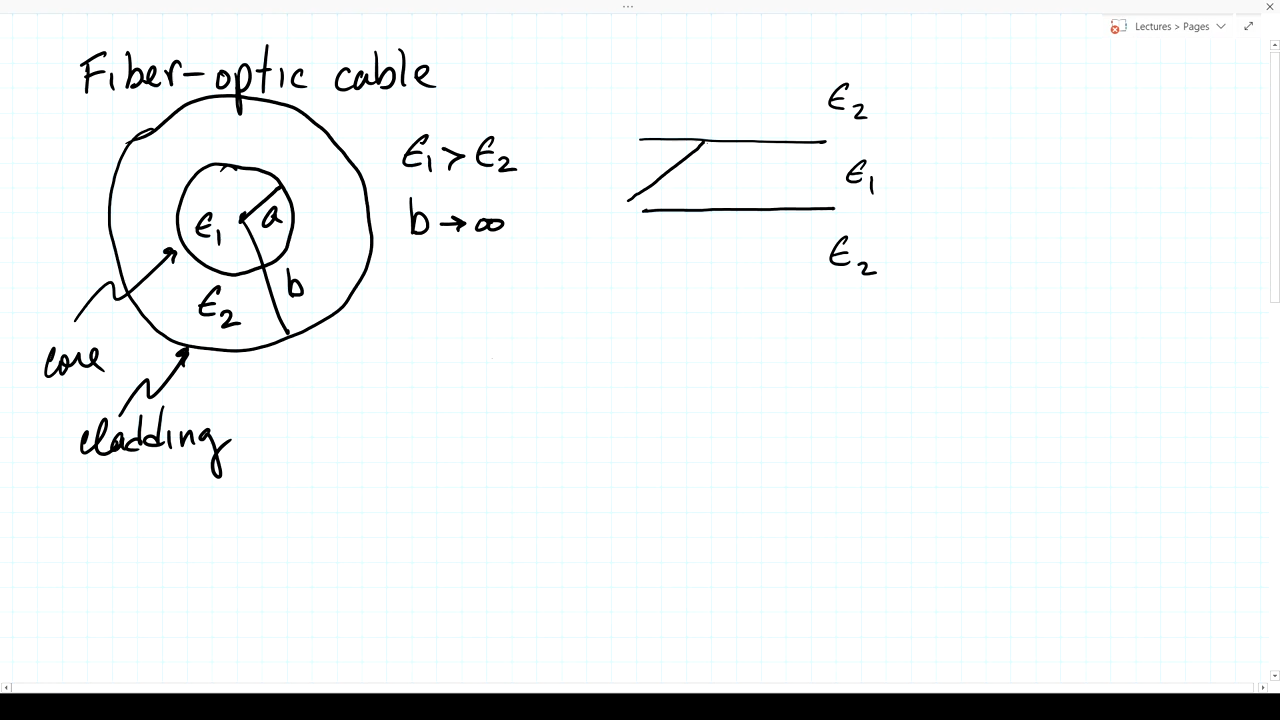 Lectures > Pages
Fiber-optic cable
ϵ₁ > ϵ₂
b → ∞
ϵ₁
a
ϵ₂
b
core
cladding
ϵ₂
ϵ₁
ϵ₂